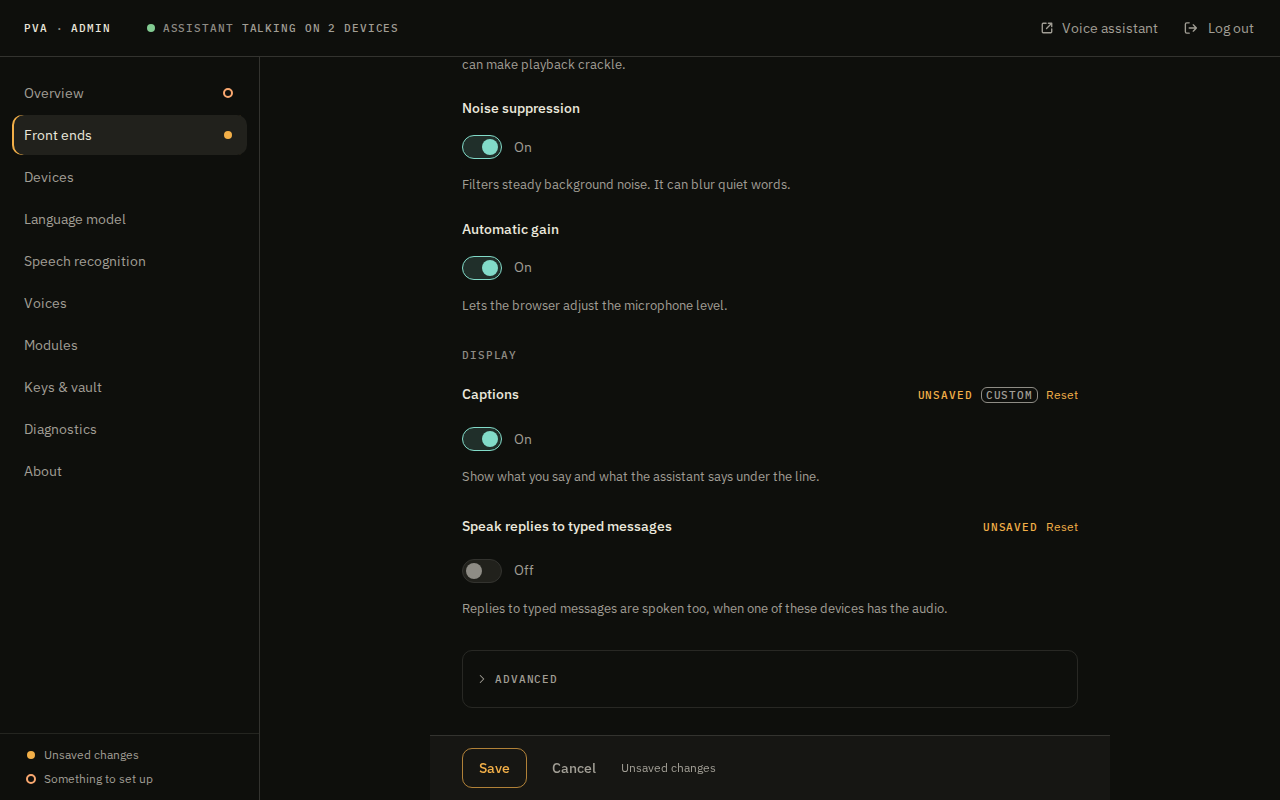 PVA · ADMIN
ASSISTANT TALKING ON 2 DEVICES
Voice assistant
Log out
Overview
Front ends
Devices
Language model
Speech recognition
Voices
Modules
Keys & vault
Diagnostics
About
Unsaved changes
Something to set up
can make playback crackle.
Noise suppression
On
Filters steady background noise. It can blur quiet words.
Automatic gain
On
Lets the browser adjust the microphone level.
DISPLAY
Captions
UNSAVED CUSTOM Reset
On
Show what you say and what the assistant says under the line.
Speak replies to typed messages
UNSAVED Reset
Off
Replies to typed messages are spoken too, when one of these devices has the audio.
ADVANCED
Save
Cancel
Unsaved changes